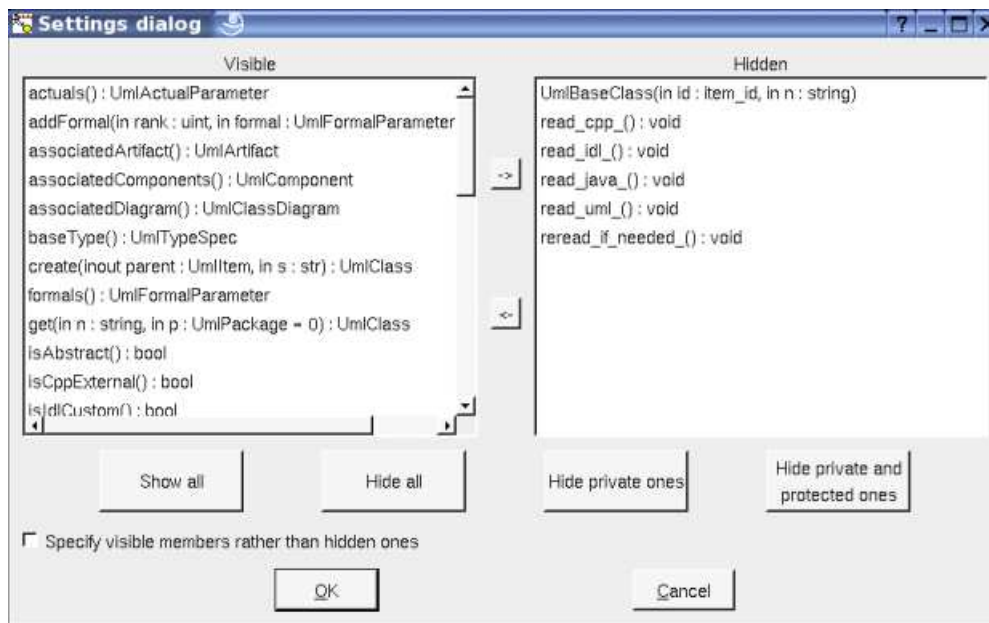 Settings dialog
?
Visible
Hidden
actuals() : UmlActualParameter
addFormal(in rank : uint, in formal : UmlFormalParameter
associatedArtifact() : UmlArtifact
associatedComponents() : UmlComponent
associatedDiagram() : UmlClassDiagram
baseType() : UmlTypeSpec
create(inout parent : UmlItem, in s : str) : UmlClass
formals() : UmlFormalParameter
get(in n : string, in p : UmlPackage = 0) : UmlClass
isAbstract() : bool
isCppExternal() : bool
isIdlCustom() : bool
->
<-
UmlBaseClass(in id : item_id, in n : string)
read_cpp_() : void
read_idl_() : void
read_java_() : void
read_uml_() : void
reread_if_needed_() : void
Show all
Hide all
Hide private ones
Hide private and
protected ones
Specify visible members rather than hidden ones
OK
Cancel